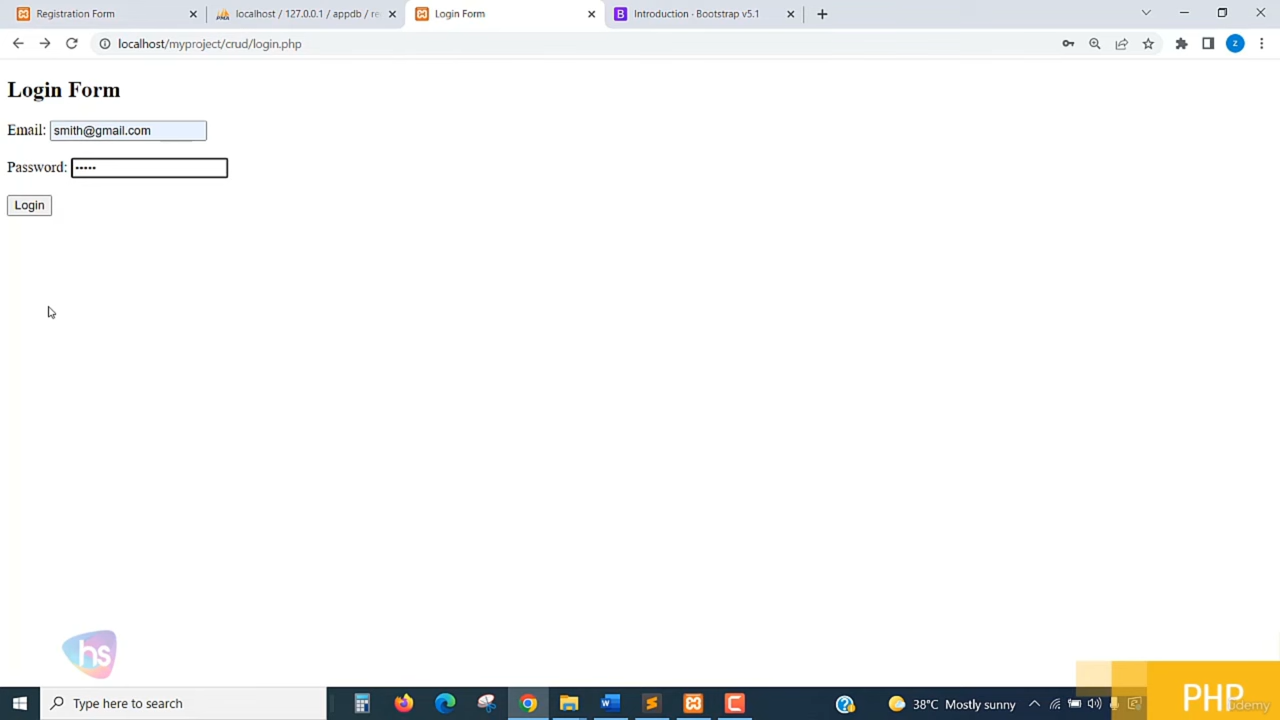 Registration Form
localhost / 127.0.0.1 / appdb / re
Login Form
Introduction · Bootstrap v5.1
localhost/myproject/crud/login.php
Login Form
Email: smith@gmail.com
Password: •••••
Login
hs
Type here to search
38°C Mostly sunny
PHP
Udemy